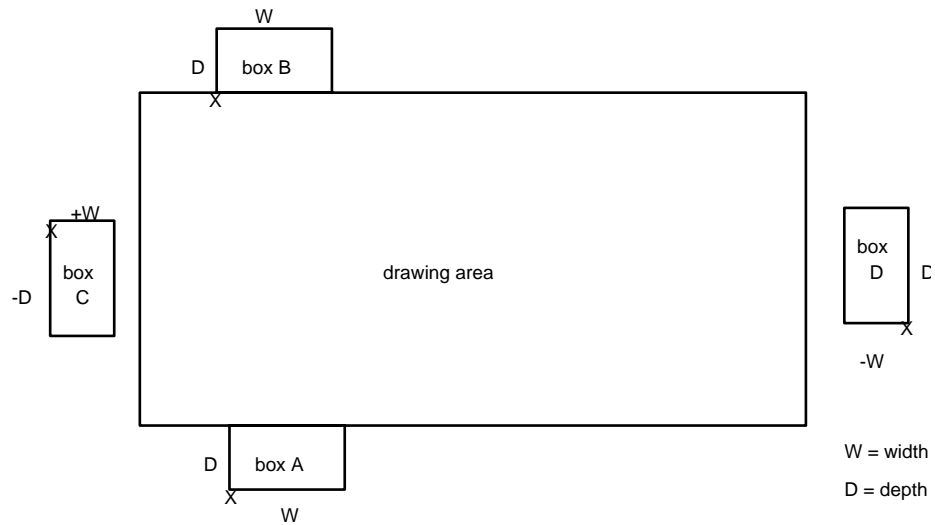 W
D
box B
X
+W
X
box
C
-D
drawing area
box
D
D
X
-W
D
box A
X
W
W = width
D = depth